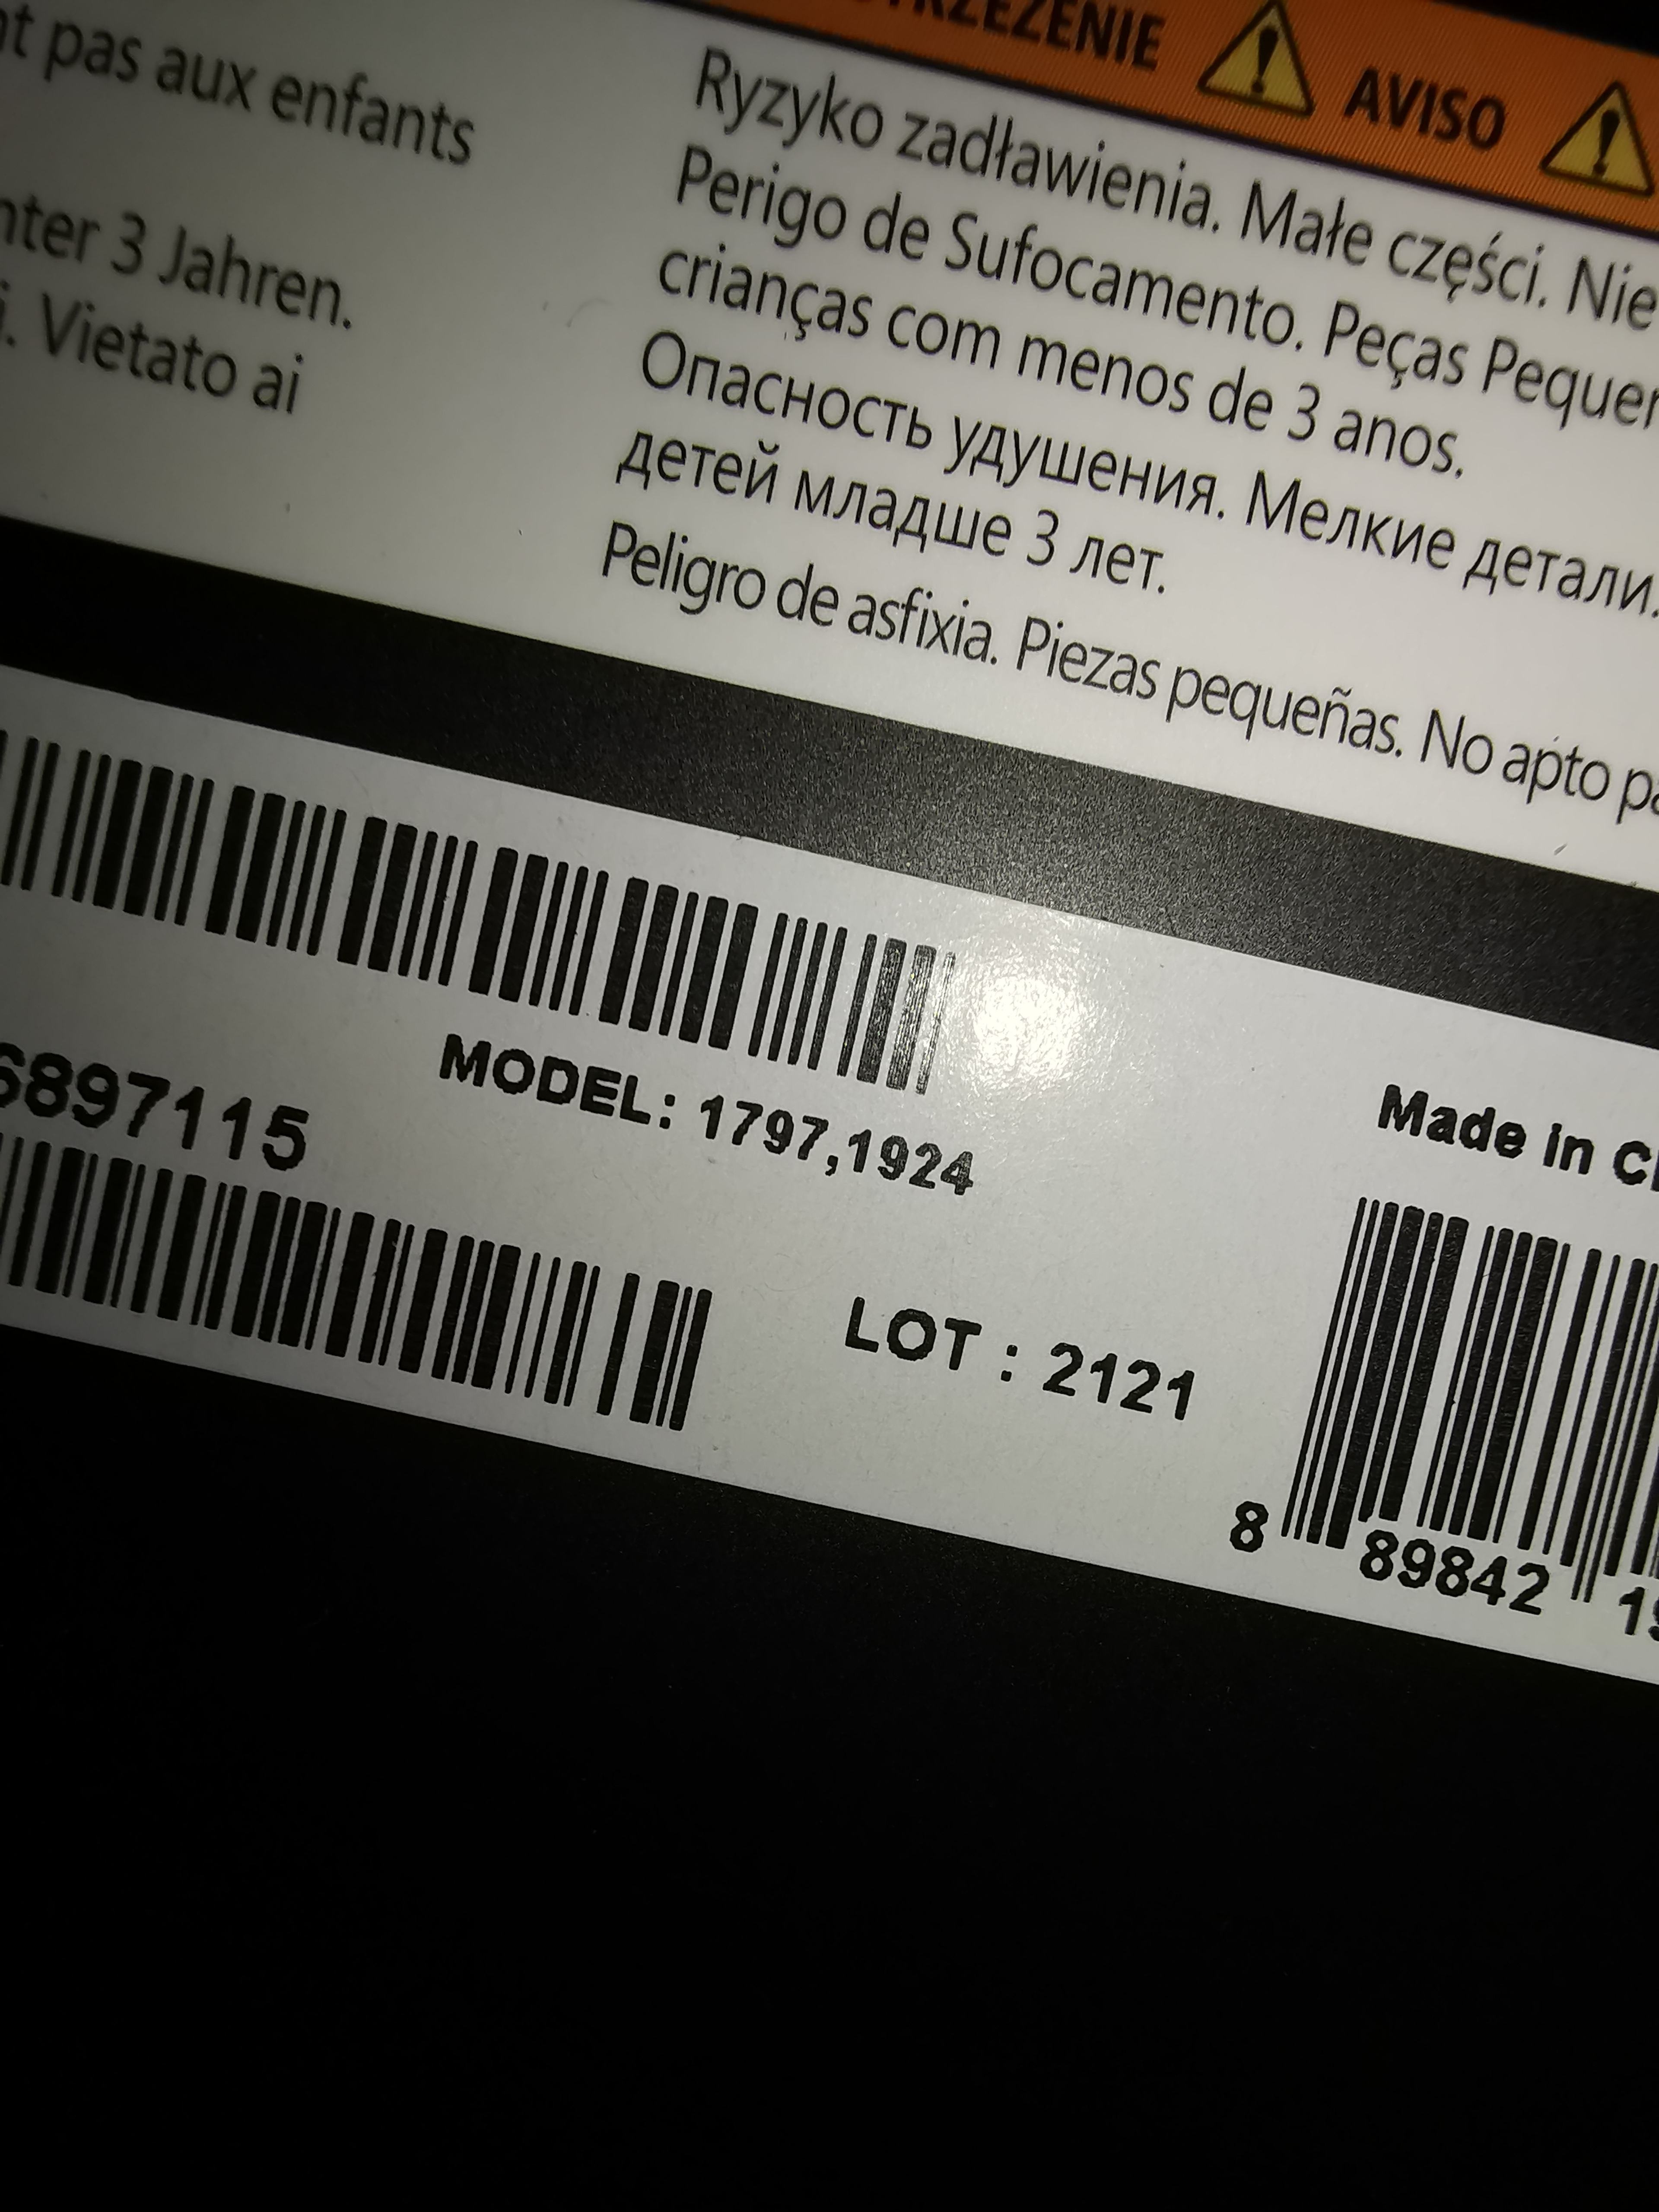 AVISO
pas aux enfants
3 Jahren.
Vietato ai
Ryzyko zadławienia. Małe części. Nie
Perigo de Sufocamento. Peças
crianças com menos de 3 anos.
Опасность удушения. Мелкие детали.
детей младше 3 лет.
Peligro de asfixia. Piezas pequeñas. No apto
6897115
MODEL: 1797,1924
LOT : 2121
Made in
8 89842